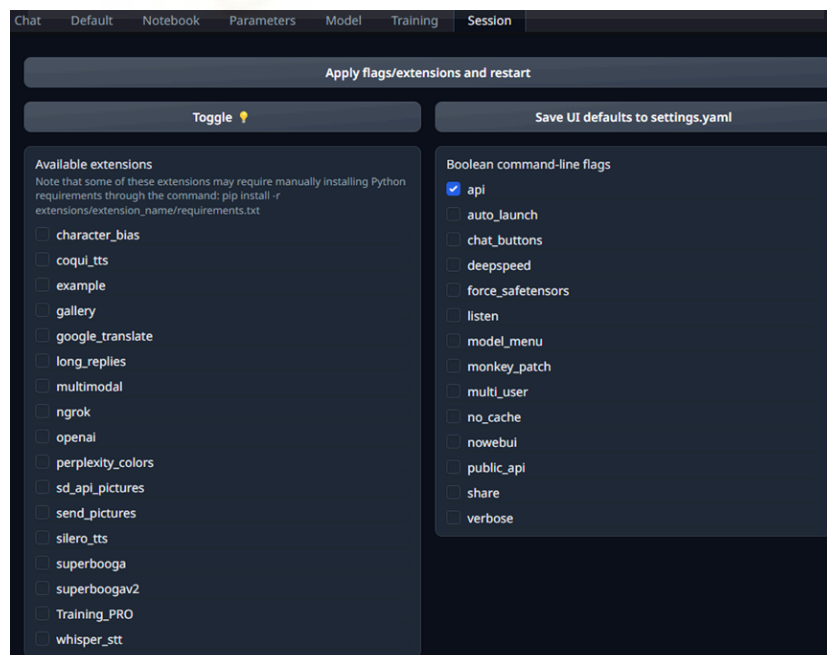 Chat Default Notebook Parameters Model Training Session
Apply flags/extensions and restart
Toggle 💡
Save UI defaults to settings.yaml
Available extensions
Note that some of these extensions may require manually installing Python
requirements through the command: pip install -r
extensions/extension_name/requirements.txt
character_bias
coqui_tts
example
gallery
google_translate
long_replies
multimodal
ngrok
openai
perplexity_colors
sd_api_pictures
send_pictures
silero_tts
superbooga
superboogav2
Training_PRO
whisper_stt
Boolean command-line flags
api
auto_launch
chat_buttons
deepspeed
force_safetensors
listen
model_menu
monkey_patch
multi_user
no_cache
nowebui
public_api
share
verbose